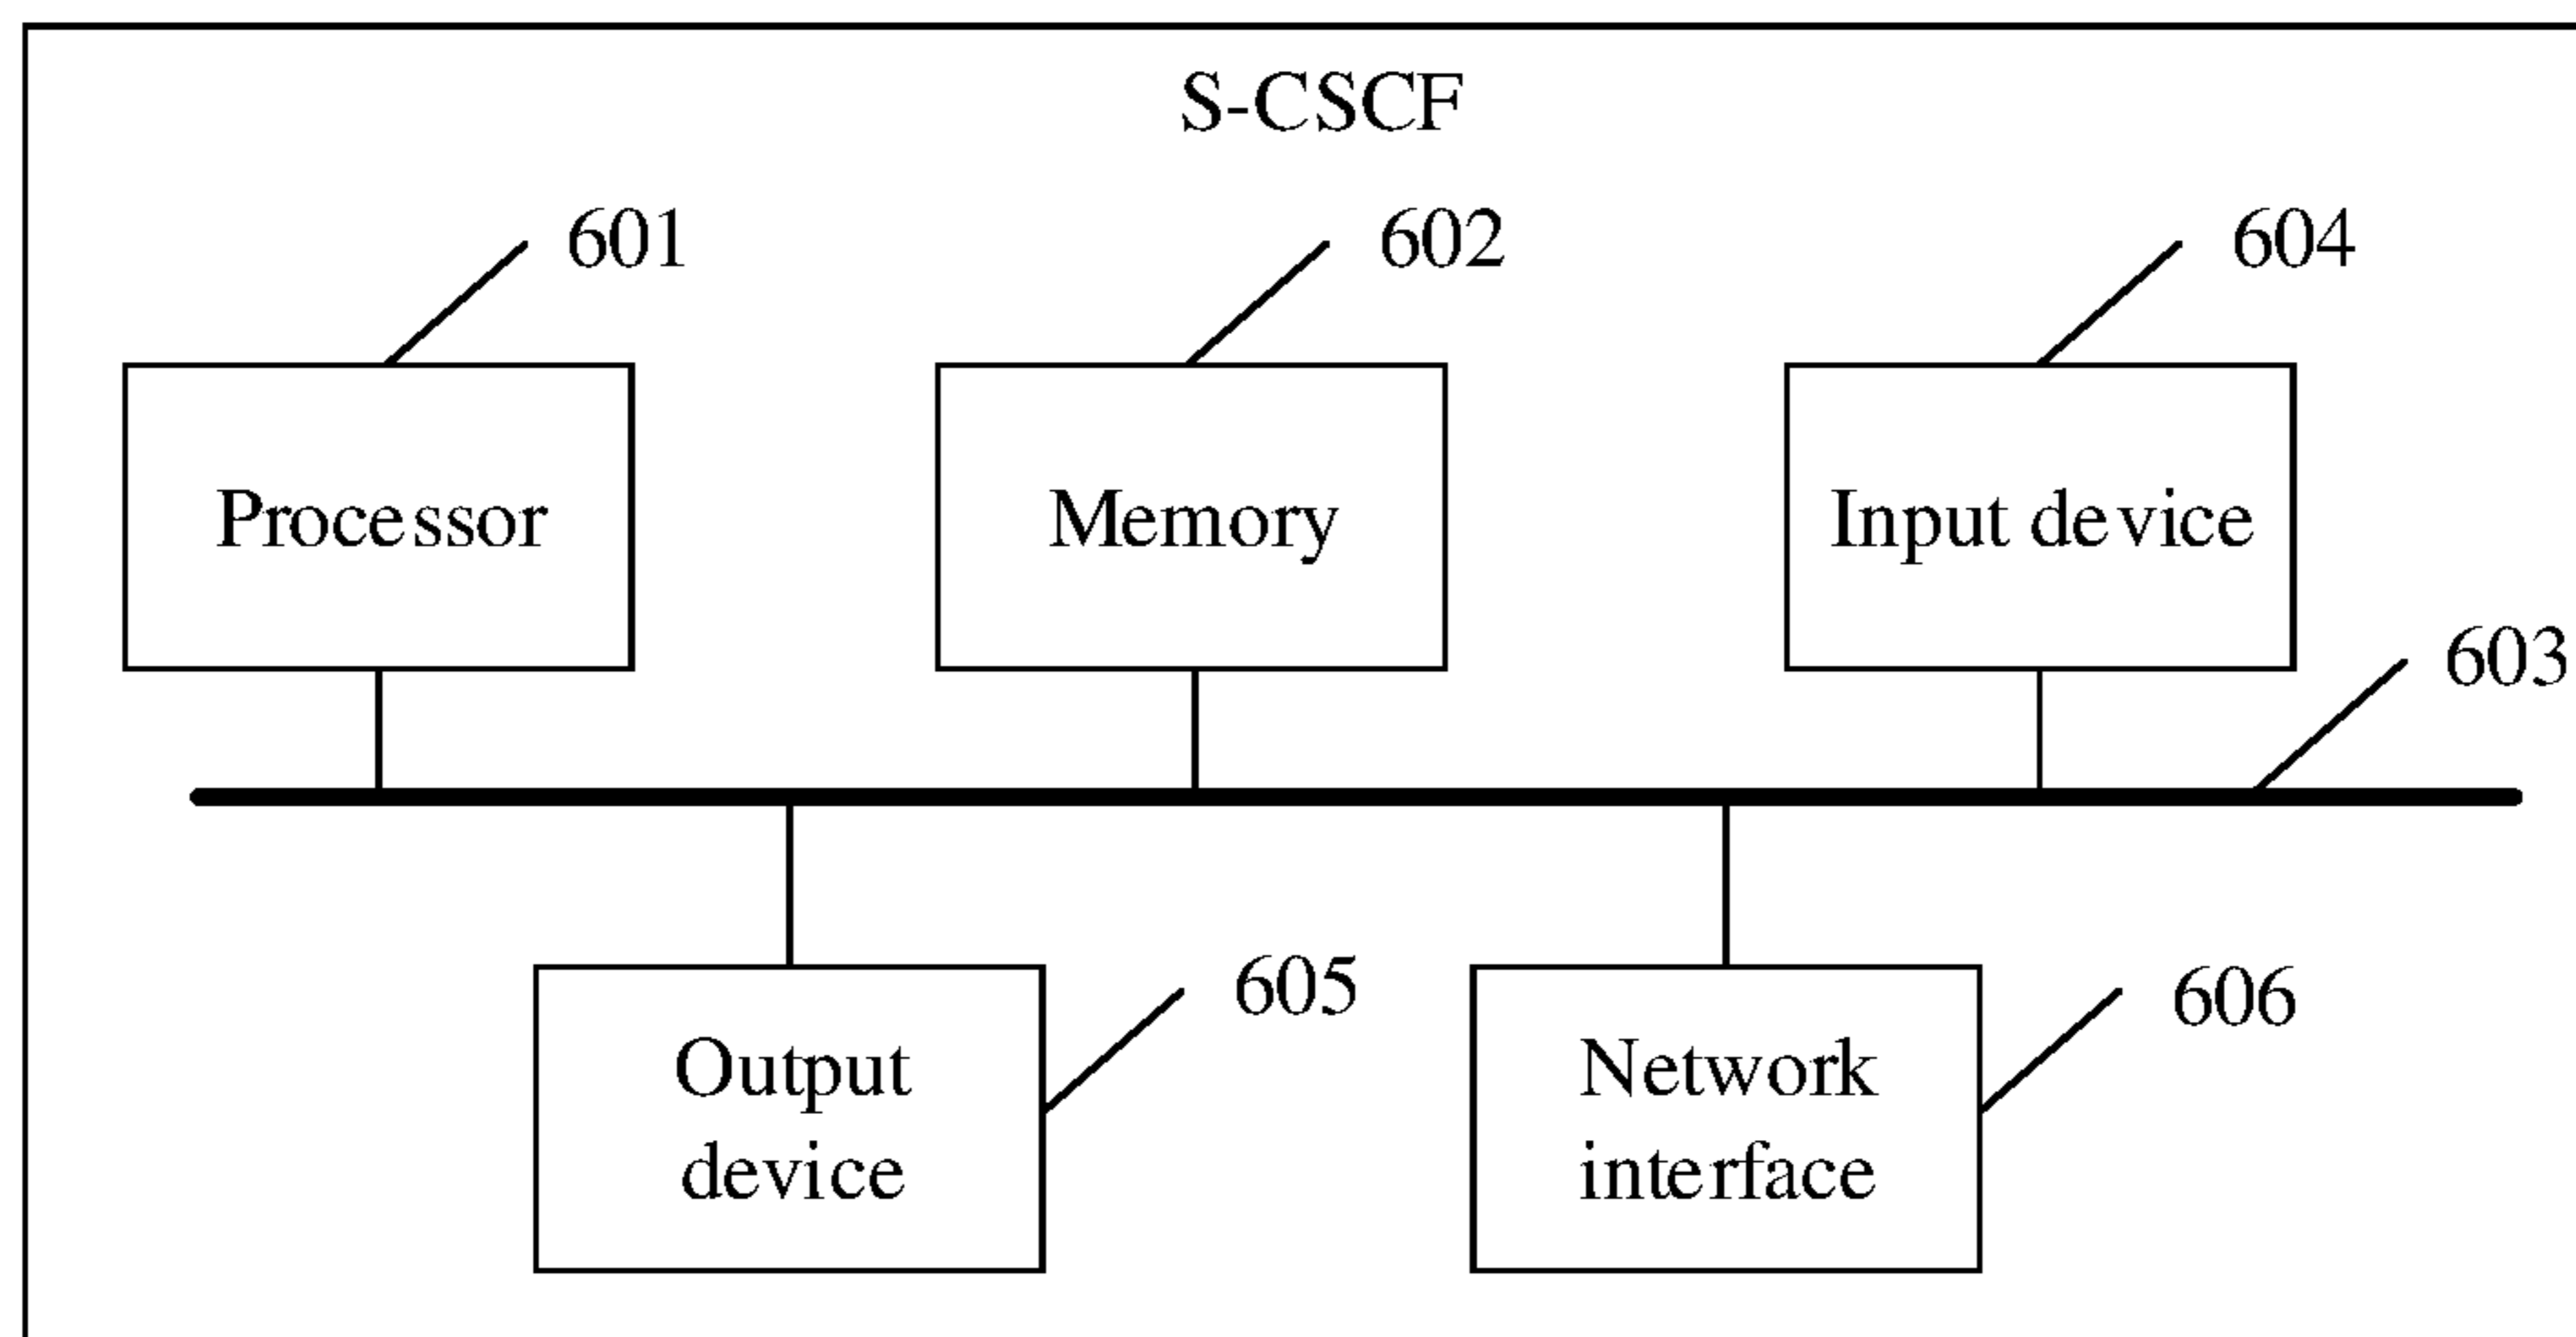 S-CSCF
601
602
604
Processor
Memory
Input device
603
605
606
Output
device
Network
interface